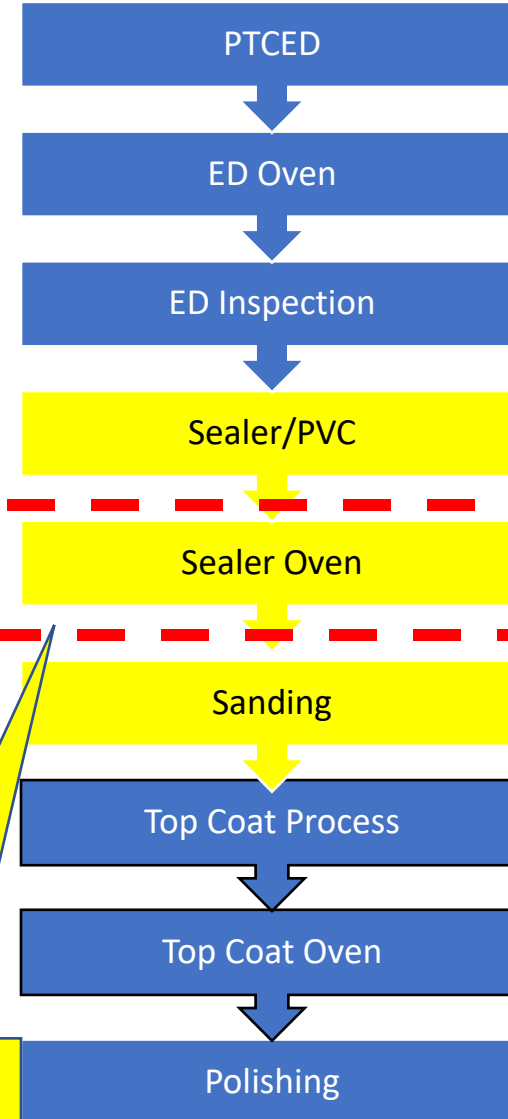 PTCED
ED Oven
ED Inspection
Sealer/PVC
Sealer Oven
Sanding
Top Coat Process
Top Coat Oven
Polishing